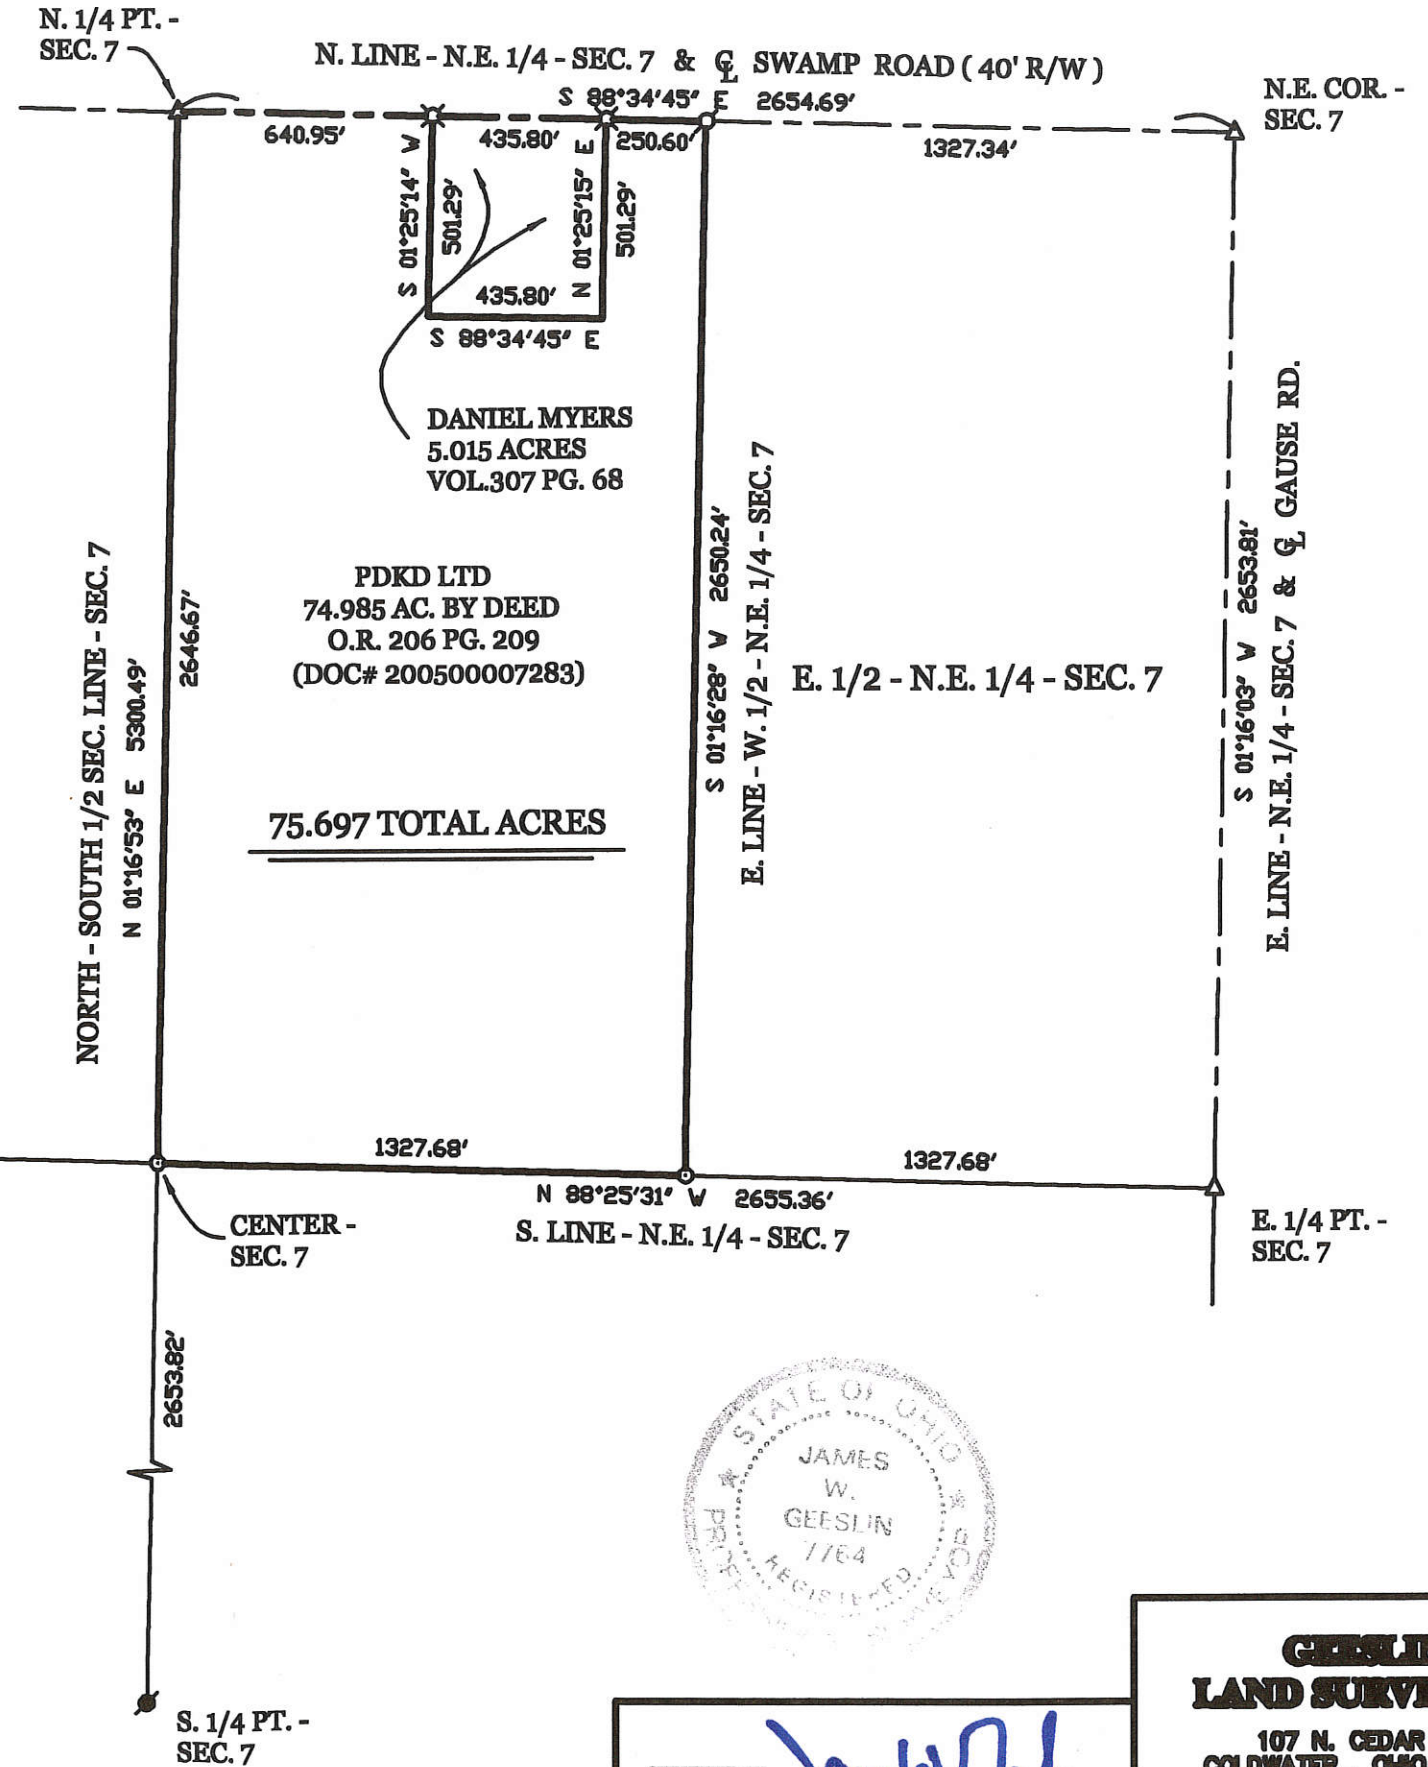 N. 1/4 PT. -
SEC. 7
N. LINE - N.E. 1/4 - SEC. 7 & ℄ SWAMP ROAD ( 40' R/W )
S 88°34'45" E 2654.69'
N.E. COR. -
SEC. 7
640.95'
435.80'
250.60'
1327.34'
S 01°25'14" W
501.29'
N 01°25'15" E
501.29'
435.80'
S 88°34'45" E
DANIEL MYERS
5.015 ACRES
VOL.307 PG. 68
PDKD LTD
74.985 AC. BY DEED
O.R. 206 PG. 209
(DOC# 200500007283)
75.697 TOTAL ACRES
NORTH - SOUTH 1/2 SEC. LINE - SEC. 7
N 01°16'53" E 5300.49'
2646.67'
S 01°16'28" W 2650.24'
E. LINE - W. 1/2 - N.E. 1/4 - SEC. 7
E. 1/2 - N.E. 1/4 - SEC. 7
S 01°16'03" W 2653.81'
E. LINE - N.E. 1/4 - SEC. 7 & ℄ GAUSE RD.
1327.68'
1327.68'
N 88°25'31" W 2655.36'
S. LINE - N.E. 1/4 - SEC. 7
CENTER -
SEC. 7
E. 1/4 PT. -
SEC. 7
2653.82'
STATE OF OHIO
JAMES
W.
GEESLIN
7764
REGISTERED
S. 1/4 PT. -
SEC. 7
GEESLI
LAND SURV
107 N. CEDAR
COLDWATER OHIO